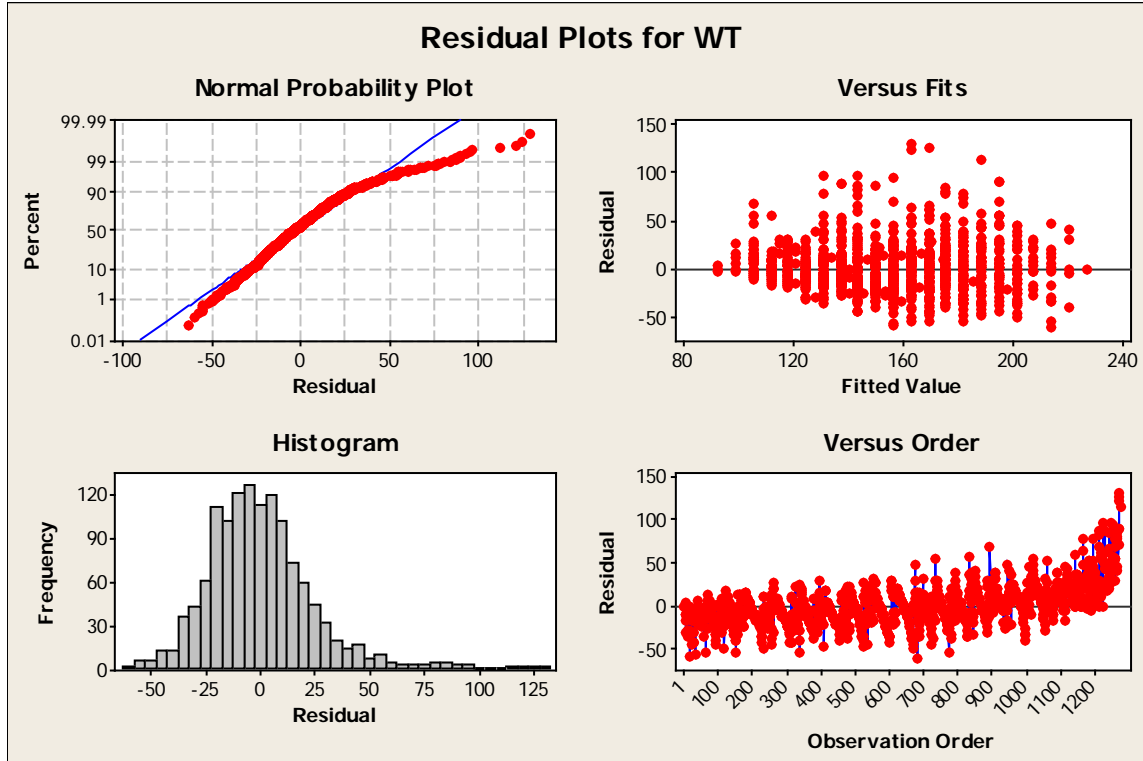 Residual Plots for WT
Normal Probability Plot
99.99
99
90
50
10
1
0.01
Percent
-100 -50 0 50 100
Residual
Versus Fits
150
100
50
0
-50
Residual
80 120 160 200 240
Fitted Value
Histogram
120
90
60
30
0
Frequency
-50 -25 0 25 50 75 100 125
Residual
Versus Order
150
100
50
0
-50
Residual
1 100 200 300 400 500 600 700 800 900 1000 1100 1200
Observation Order